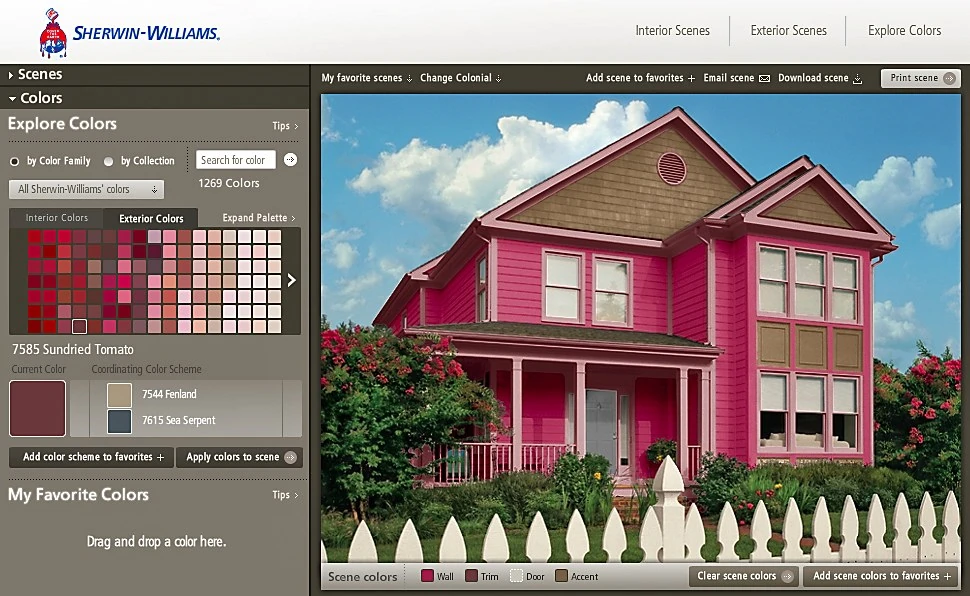 SHERWIN-WILLIAMS.
Interior Scenes
Exterior Scenes
Explore Colors
Scenes
Colors
Explore Colors
Tips
by Color Family
by Collection
Search for color
All Sherwin-Williams' colors
1269 Colors
Interior Colors
Exterior Colors
Expand Palette
7585 Sundried Tomato
Current Color
Coordinating Color Scheme
7544 Fenland
7615 Sea Serpent
Add color scheme to favorites +
Apply colors to scene
My Favorite Colors
Tips
Drag and drop a color here.
My favorite scenes
Change Colonial
Add scene to favorites +
Email scene
Download scene
Print scene
Scene colors
Wall
Trim
Door
Accent
Clear scene colors
Add scene colors to favorites +